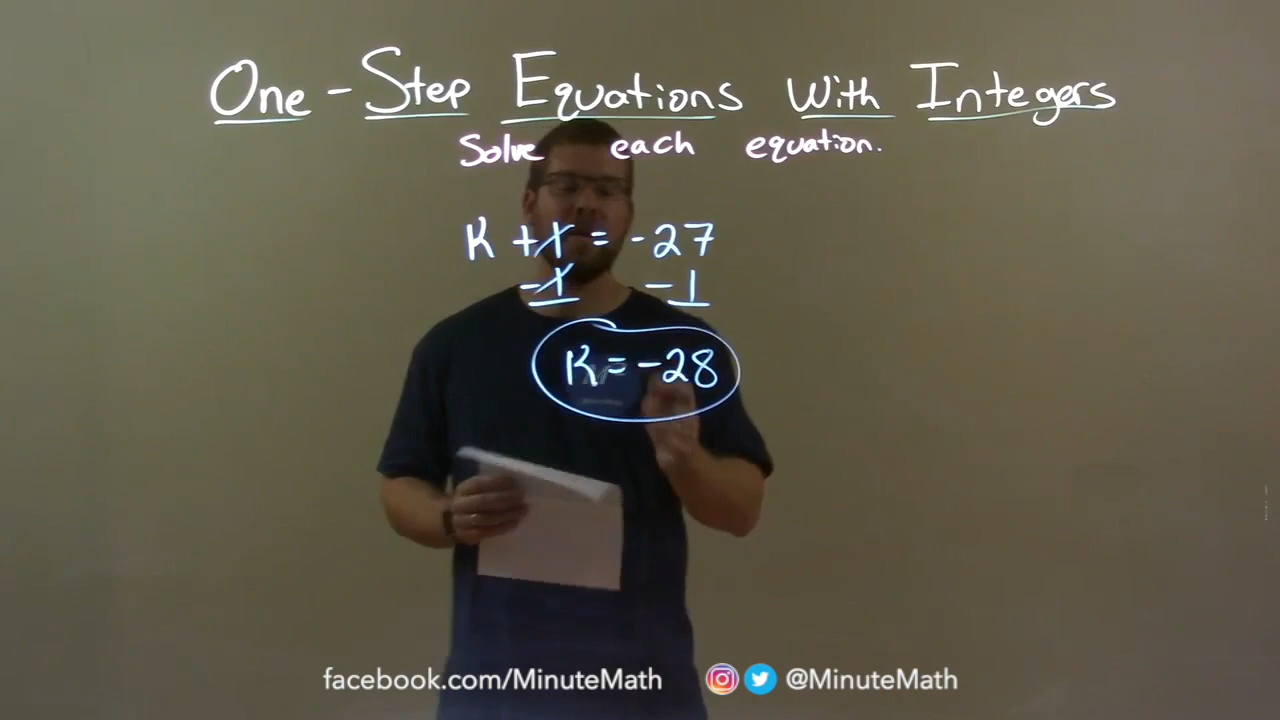 One-Step Equations With Integers
Solve each equation.
K + 1 = -27
-1 -1
K = -28
facebook.com/MinuteMath @MinuteMath